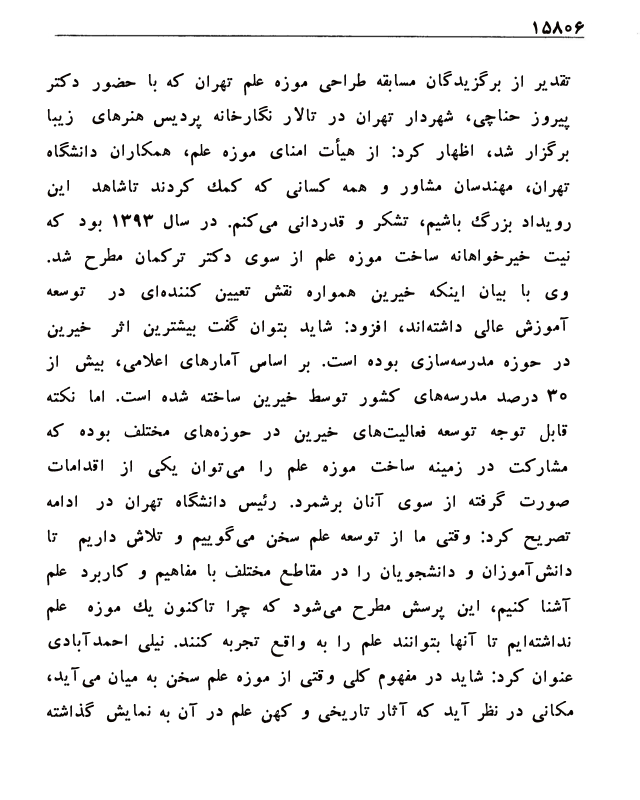 ۱۵۸۰۶
تقدیر از برگزیدگان مسابقه طراحی موزه علم تهران که با حضور دکتر
پیروز حناچی، شهردار تهران در تالار نگارخانه پردیس هنرهای زیبا
برگزار شد، اظهار کرد: از هیأت امنای موزه علم، همکاران دانشگاه
تهران، مهندسان مشاور و همه کسانی که کمك کردند تاشاهد این
رویداد بزرگ باشیم، تشکر و قدردانی می‌کنم. در سال ۱۳۹۳ بود که
نیت خیرخواهانه ساخت موزه علم از سوی دکتر ترکمان مطرح شد.
وی با بیان اینکه خیرین همواره نقش تعیین کننده‌ای در توسعه
آموزش عالی داشته‌اند، افزود: شاید بتوان گفت بیشترین اثر خیرین
در حوزه مدرسه‌سازی بوده است. بر اساس آمارهای اعلامی، بیش از
۳۰ درصد مدرسه‌های کشور توسط خیرین ساخته شده است. اما نکته
قابل توجه توسعه فعالیت‌های خیرین در حوزه‌های مختلف بوده که
مشارکت در زمینه ساخت موزه علم را می‌توان یکی از اقدامات
صورت گرفته از سوی آنان برشمرد. رئیس دانشگاه تهران در ادامه
تصریح کرد: وقتی ما از توسعه علم سخن می‌گوییم و تلاش داریم تا
دانش‌آموزان و دانشجویان را در مقاطع مختلف با مفاهیم و کاربرد علم
آشنا کنیم، این پرسش مطرح می‌شود که چرا تاکنون یك موزه علم
نداشته‌ایم تا آنها بتوانند علم را به واقع تجربه کنند. نیلی احمدآبادی
عنوان کرد: شاید در مفهوم کلی وقتی از موزه علم سخن به میان می‌آید،
مکانی در نظر آید که آثار تاریخی و کهن علم در آن به نمایش گذاشته